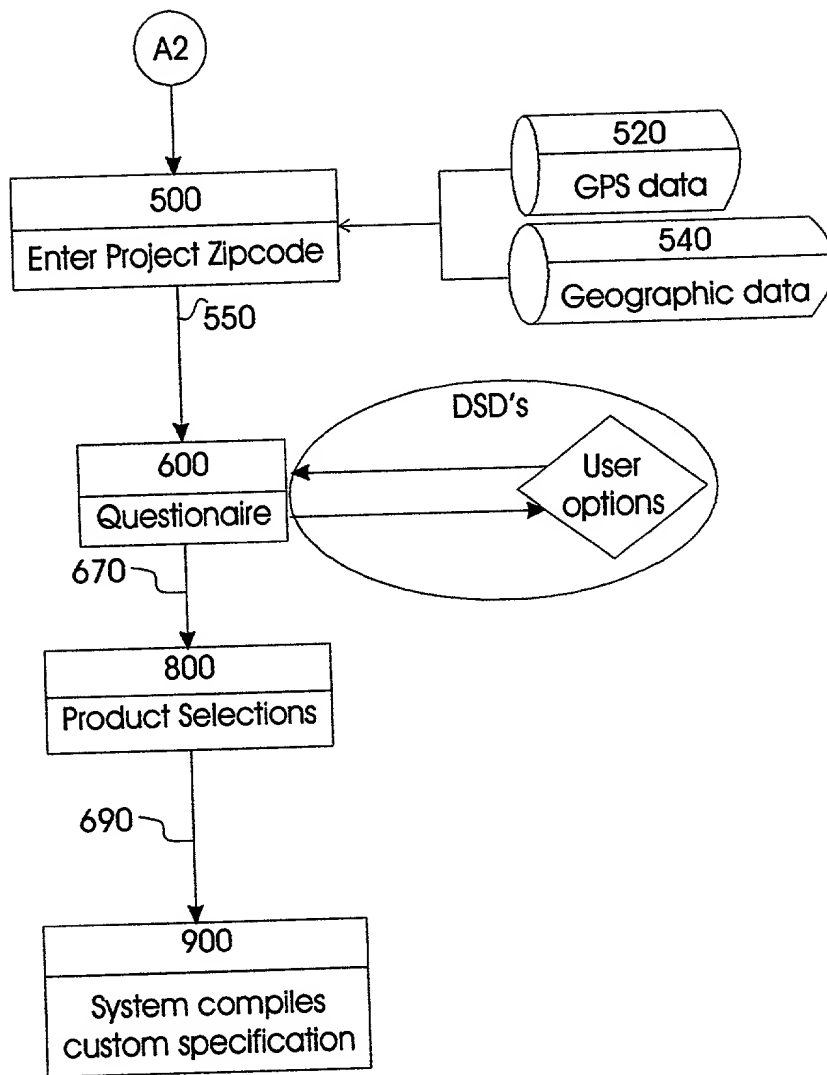 A2
520
GPS data
500
Enter Project Zipcode
540
Geographic data
550
DSD's
600
Questionaire
User
options
670
800
Product Selections
690
900
System compiles
custom specification